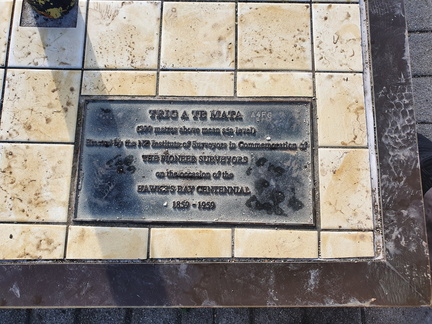 TRIG A TE MATA
(399 metres above mean sea level)
Erected by the NZ Institute of Surveyors in Commemoration of
THE PIONEER SURVEYORS
on the occasion of the
HAWKE'S BAY CENTENNIAL
1859 - 1959